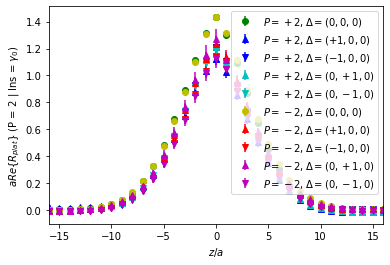 aRe{R_{plat}} (P = 2 | Ins = γ_0)
1.4
1.2
1.0
0.8
0.6
0.4
0.2
0.0
P = +2, Δ = (0, 0, 0)
P = +2, Δ = (+1, 0, 0)
P = +2, Δ = (−1, 0, 0)
P = +2, Δ = (0, +1, 0)
P = +2, Δ = (0, −1, 0)
P = −2, Δ = (0, 0, 0)
P = −2, Δ = (+1, 0, 0)
P = −2, Δ = (−1, 0, 0)
P = −2, Δ = (0, +1, 0)
P = −2, Δ = (0, −1, 0)
−15 −10 −5 0 5 10 15
z/a